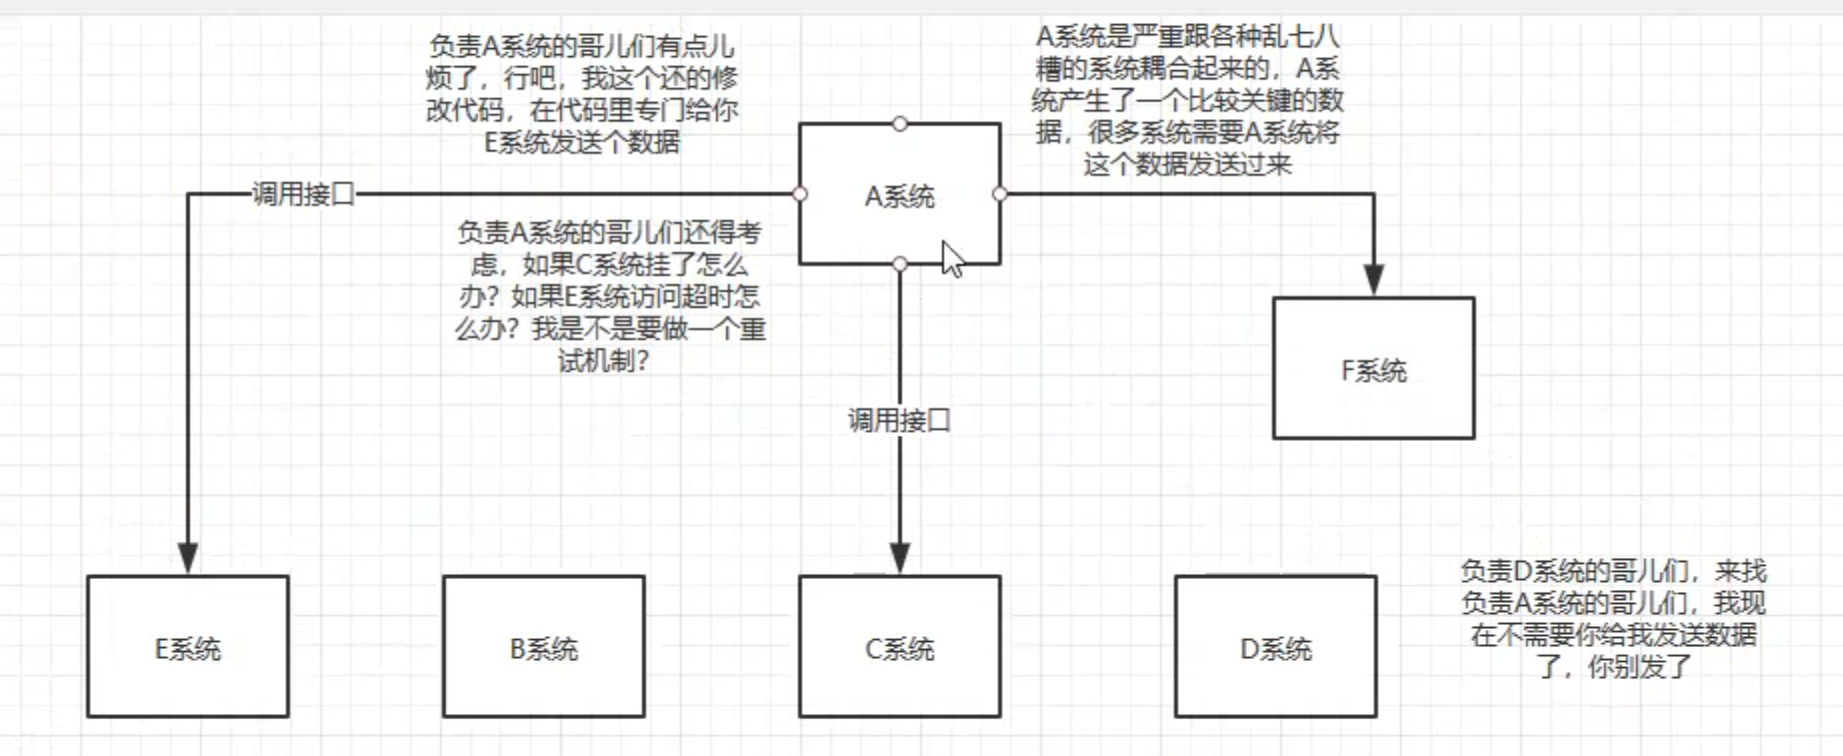 负责A系统的哥儿们有点儿
烦了，行吧，我这个还的修
改代码，在代码里专门给你
E系统发送个数据
A系统是严重跟各种乱七八
糟的系统耦合起来的，A系
统产生了一个比较关键的数
据，很多系统需要A系统将
这个数据发送过来
调用接口
A系统
负责A系统的哥儿们还得考
虑，如果C系统挂了怎么
办？如果E系统访问超时怎
么办？我是不是要做一个重
试机制？
调用接口
F系统
E系统
B系统
C系统
D系统
负责D系统的哥儿们，来找
负责A系统的哥儿们，我现
在不需要你给我发送数据
了，你别发了